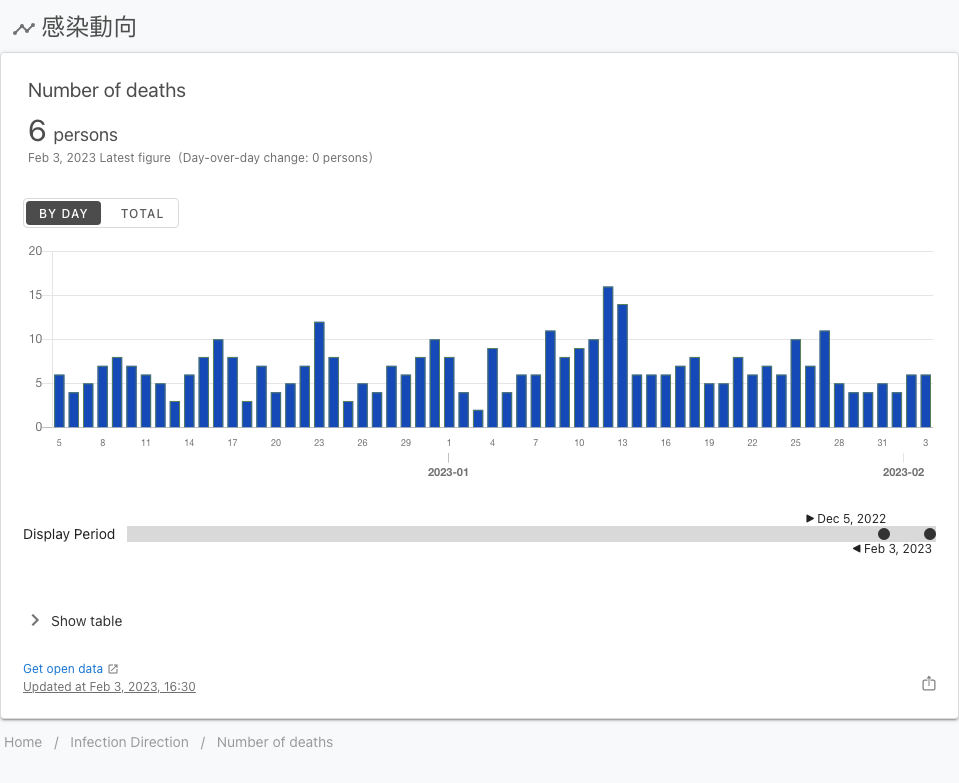 感染動向
Number of deaths
6 persons
Feb 3, 2023 Latest figure (Day-over-day change: 0 persons)
BY DAY TOTAL
20
15
10
5
0
5 8 11 14 17 20 23 26 29 1 4 7 10 13 16 19 22 25 28 31 3
2023-01 2023-02
Dec 5, 2022
Display Period
Feb 3, 2023
Show table
Get open data
Updated at Feb 3, 2023, 16:30
Home / Infection Direction / Number of deaths